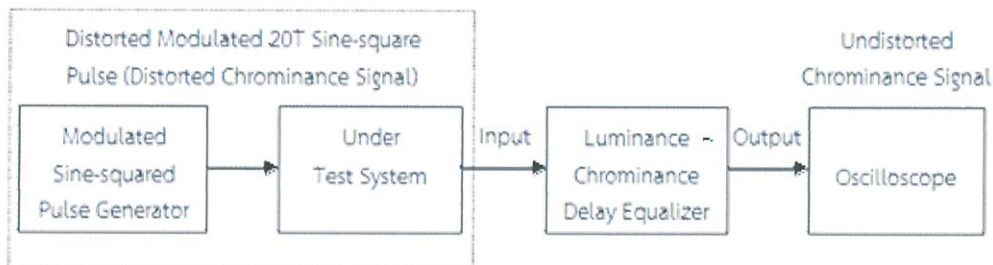 Distorted Modulated 20T Sine-square
Pulse (Distorted Chrominance Signal)
Undistorted
Chrominance Signal
Modulated
Sine-squared
Pulse Generator
Under
Test System
Input
Luminance -
Chrominance
Delay Equalizer
Output
Oscilloscope